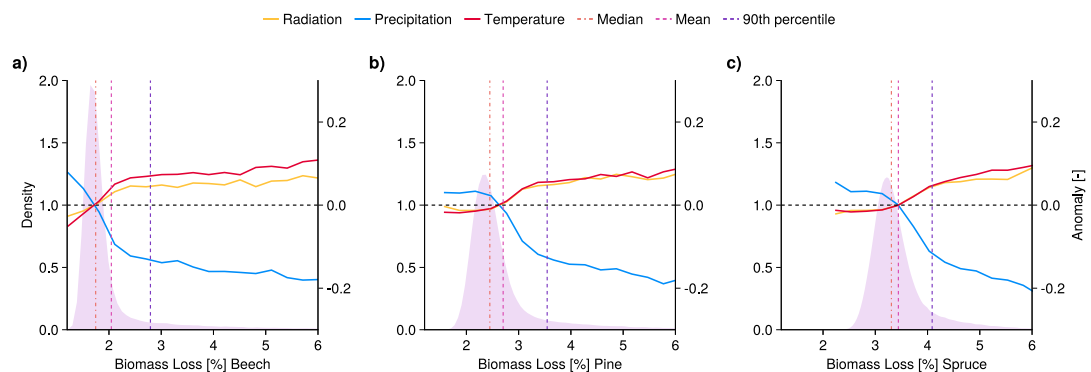 Radiation Precipitation Temperature Median Mean 90th percentile
a) b) c)
2.0 2.0 2.0
0.2 0.2 0.2
1.5 1.5 1.5
Density 1.0 0.0 1.0 0.0 1.0 0.0 Anomaly [-]
0.5 0.5 0.5
-0.2 -0.2 -0.2
0.0 0.0 0.0
2 3 4 5 6 2 3 4 5 6 2 3 4 5 6
Biomass Loss [%] Beech Biomass Loss [%] Pine Biomass Loss [%] Spruce